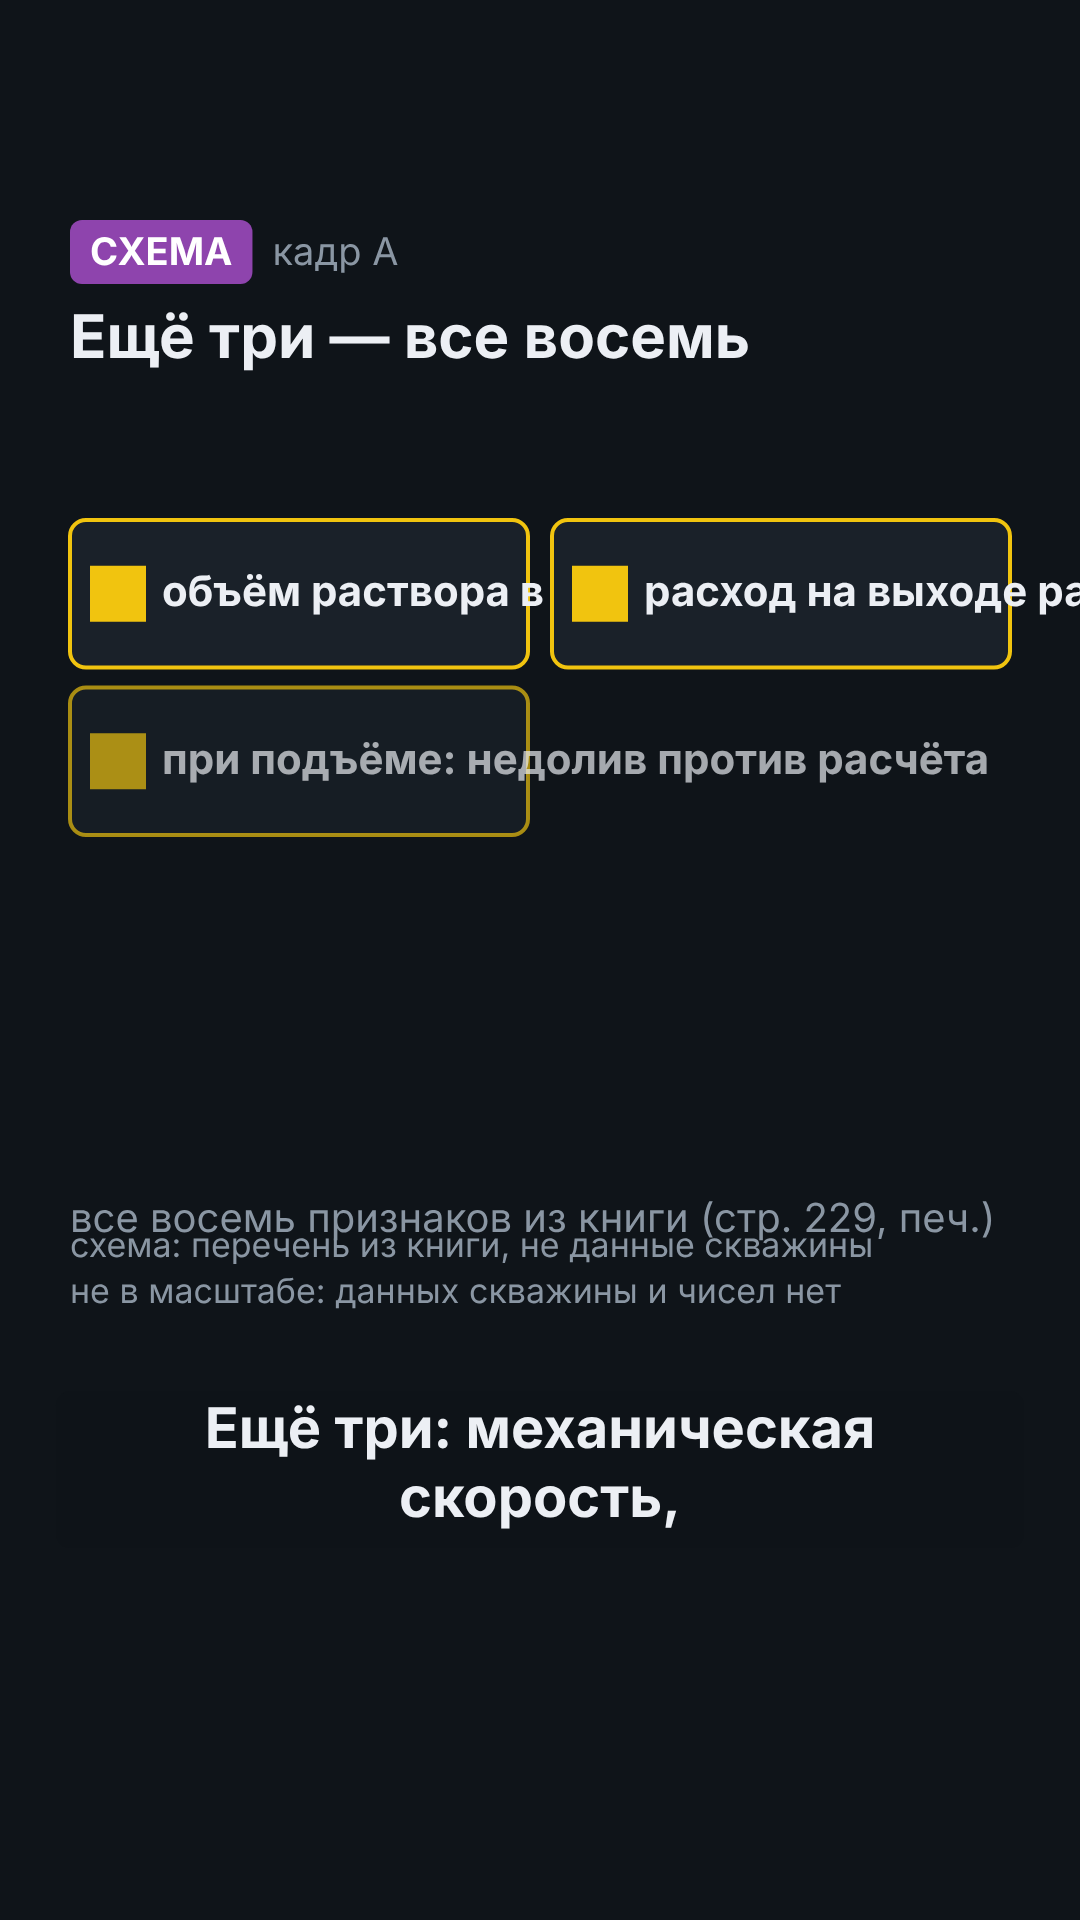 СХЕМА кадр А
Ещё три — все восемь
объём раствора в
расход на выходе
при подъёме: недолив против расчёта
все восемь признаков из книги (стр. 229, печ.)
схема: перечень из книги, не данные скважины
не в масштабе: данных скважины и чисел нет
Ещё три: механическая
скорость,